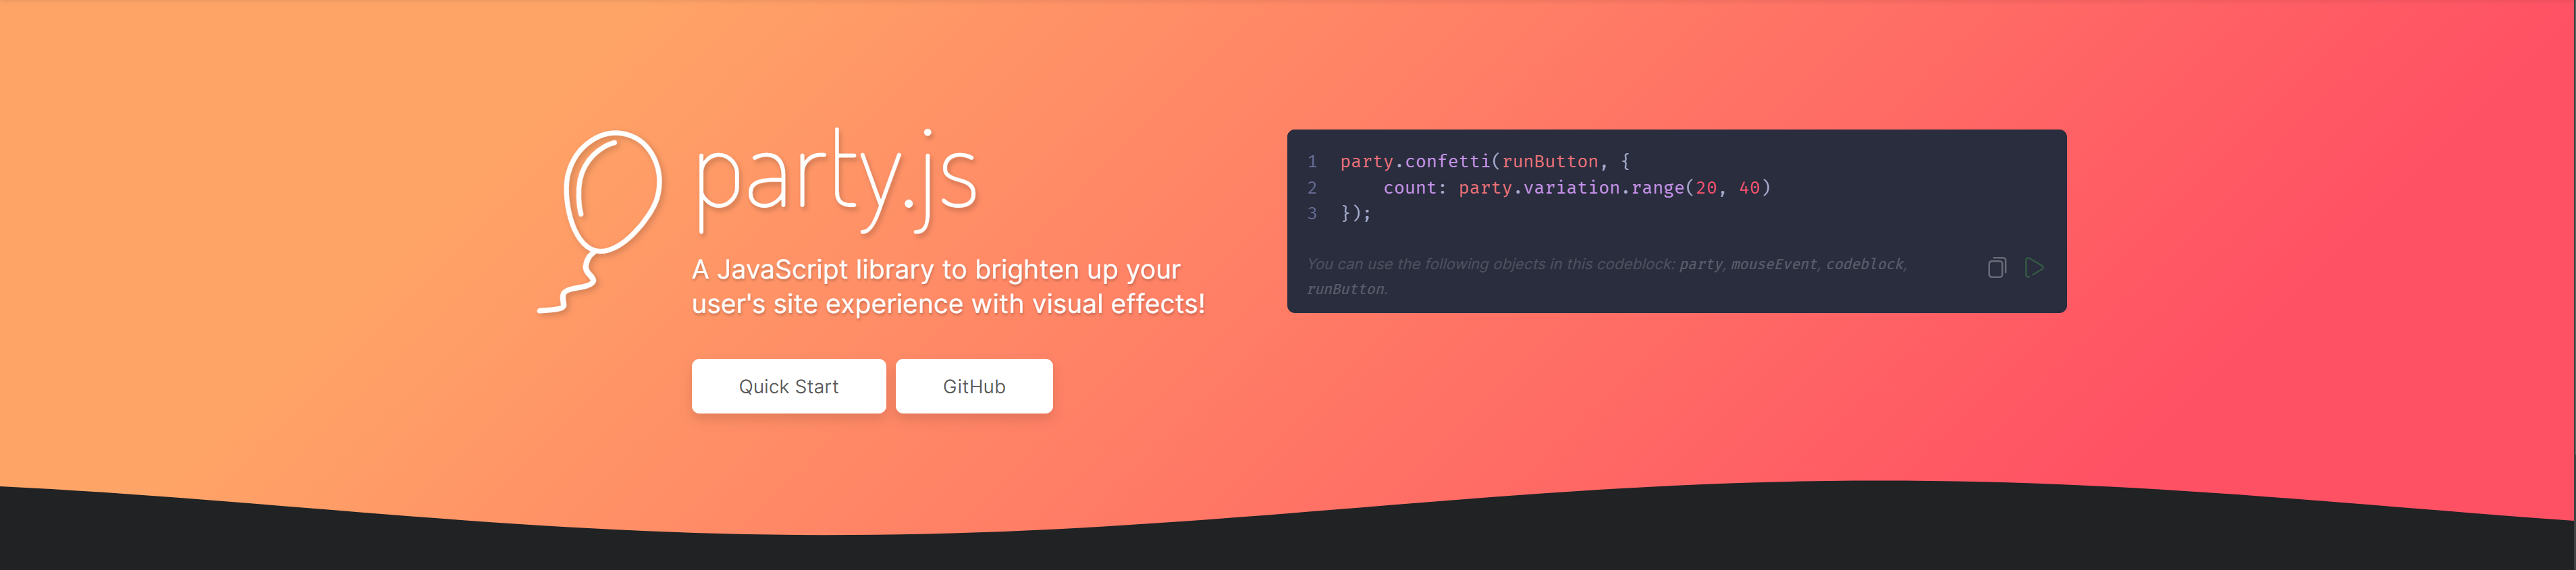 party.js
A JavaScript library to brighten up your
user's site experience with visual effects!
Quick Start
GitHub
1 party.confetti(runButton, {
2     count: party.variation.range(20, 40)
3 });
You can use the following objects in this codeblock: party, mouseEvent, codeblock,
runButton.